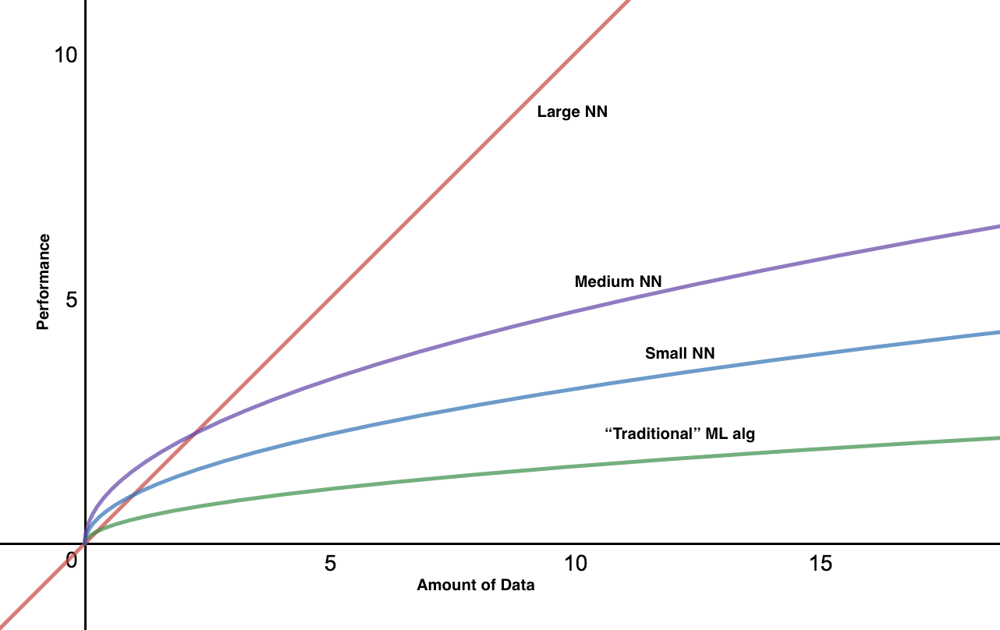 10
Large NN
Performance
Medium NN
5
Small NN
“Traditional” ML alg
0
5
10
15
Amount of Data